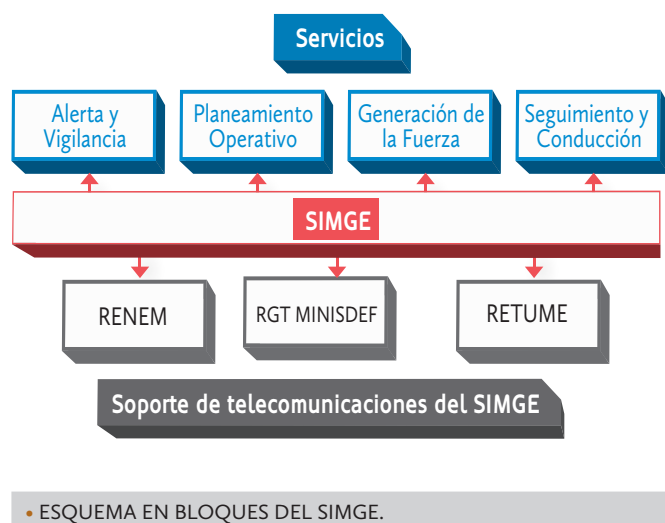 Servicios
Alerta y
Vigilancia
Planeamiento
Operativo
Generación de
la Fuerza
Seguimiento y
Conducción
SIMGE
RENEM
RGT MINISDEF
RETUME
Soporte de telecomunicaciones del SIMGE
• ESQUEMA EN BLOQUES DEL SIMGE.